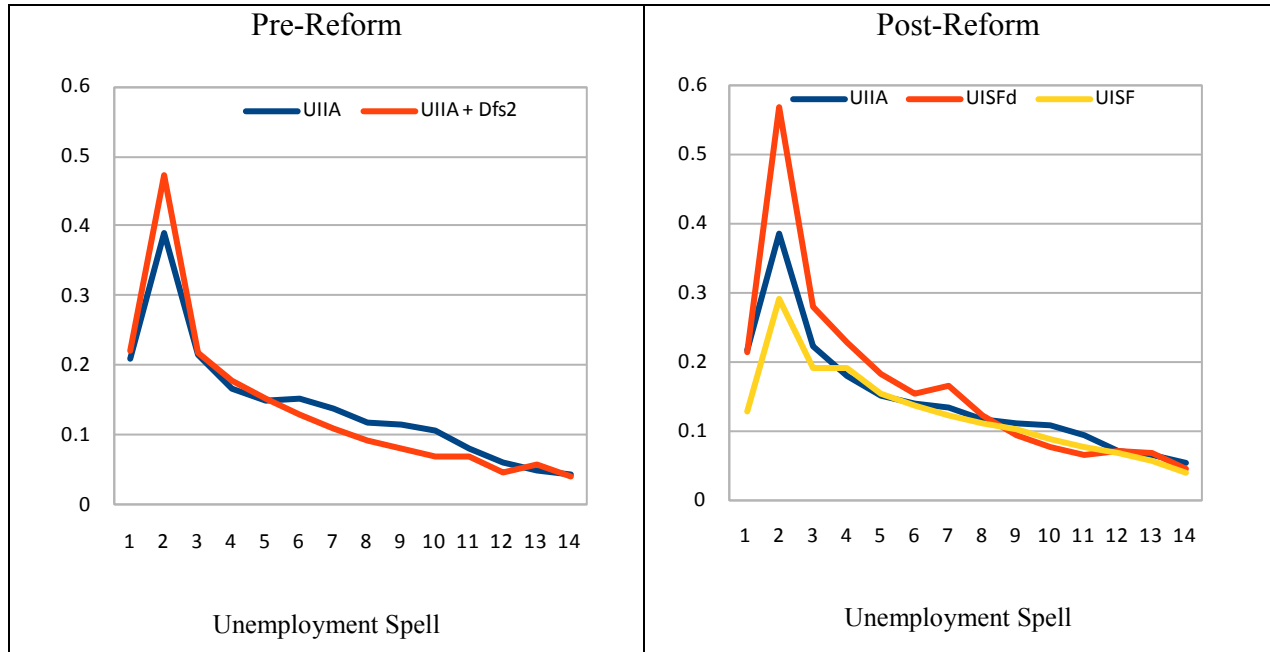 Pre-Reform
0.6
UIIA UIIA + Dfs2
0.5
0.4
0.3
0.2
0.1
0
1 2 3 4 5 6 7 8 9 10 11 12 13 14
Unemployment Spell
Post-Reform
0.6
UIIA UISFd UISF
0.5
0.4
0.3
0.2
0.1
0
1 2 3 4 5 6 7 8 9 10 11 12 13 14
Unemployment Spell